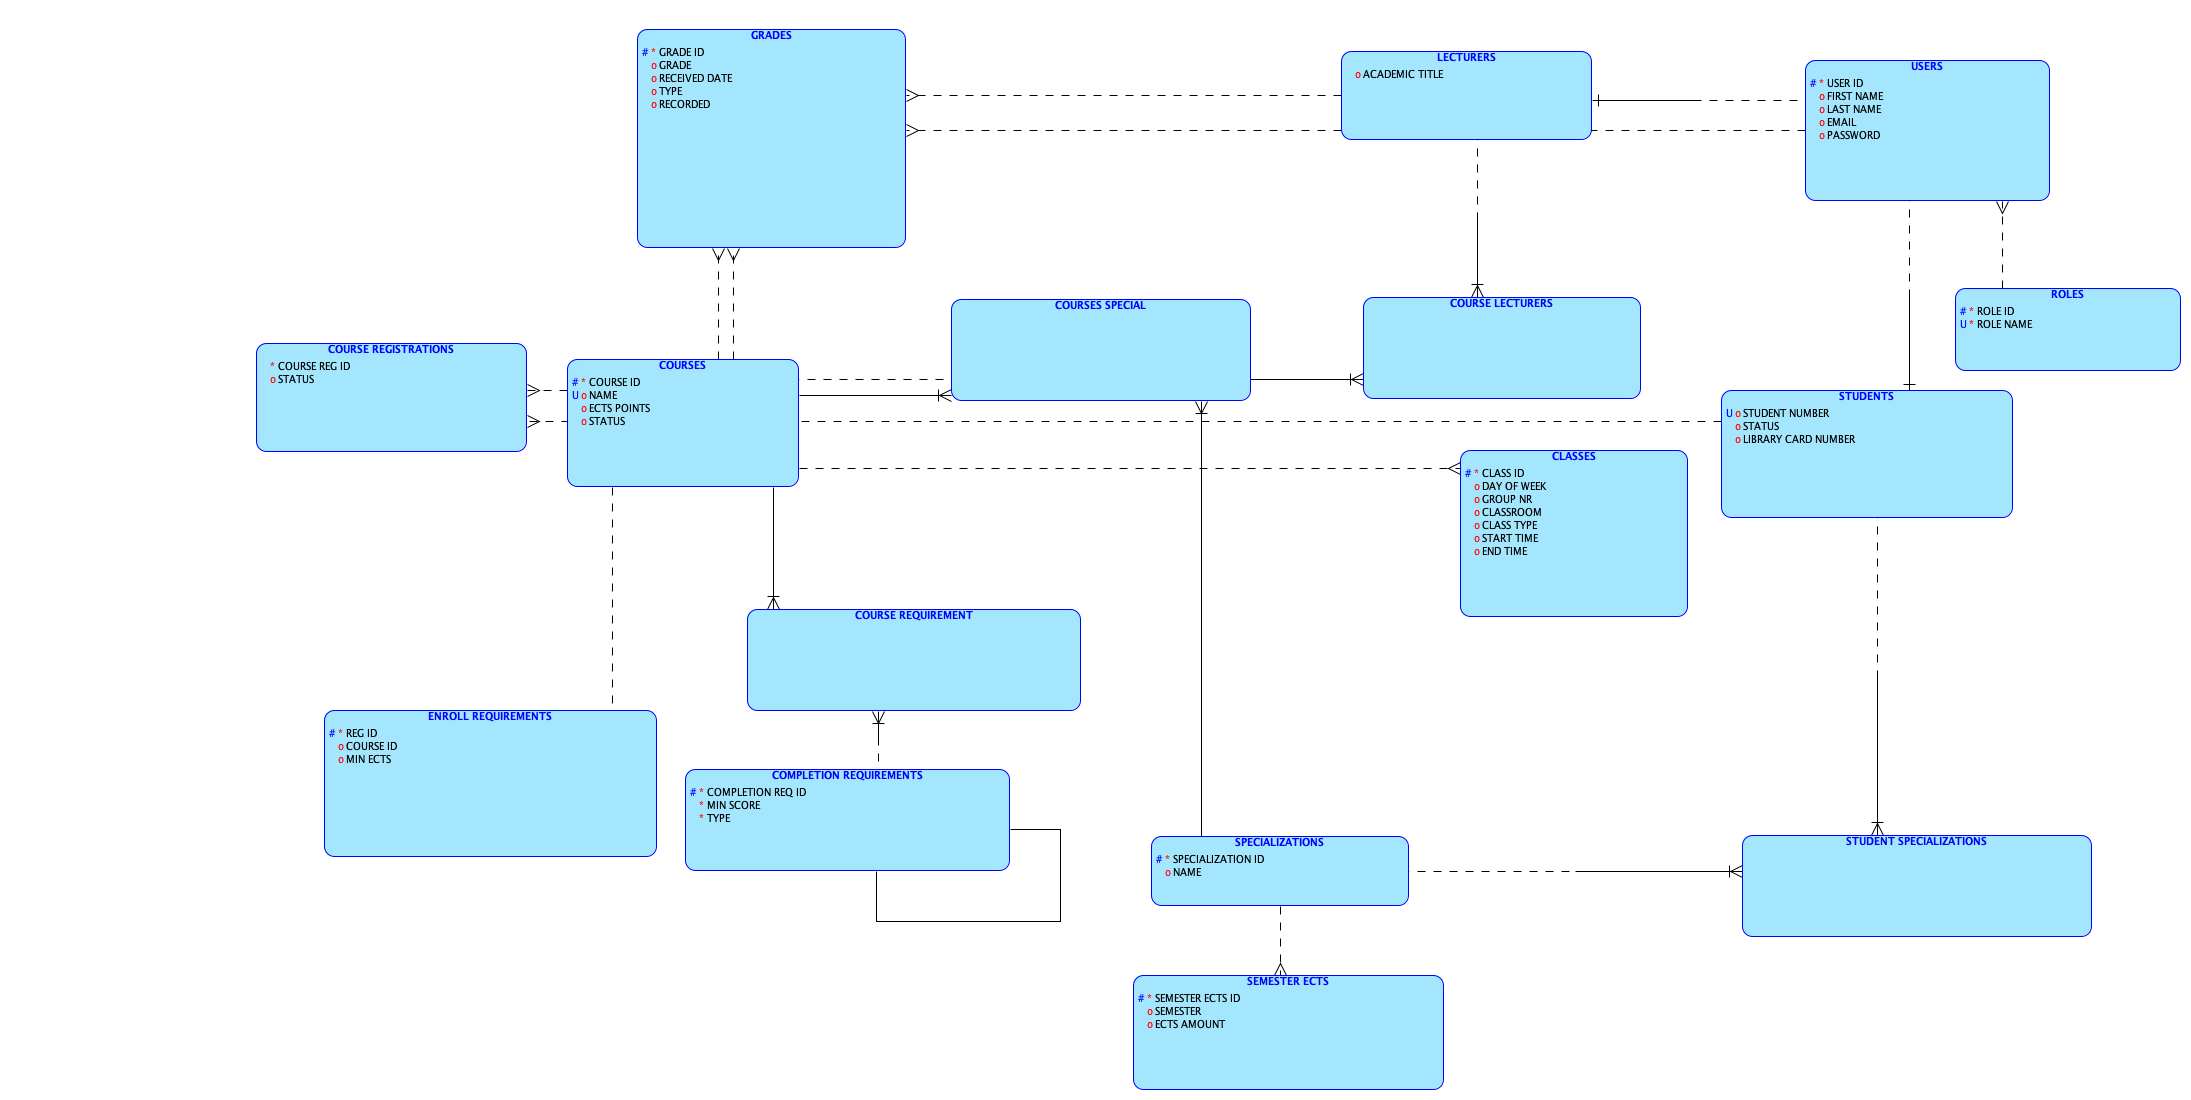 GRADES
# * GRADE ID
o GRADE
o RECEIVED DATE
o TYPE
o RECORDED
LECTURERS
o ACADEMIC TITLE
USERS
# * USER ID
o FIRST NAME
o LAST NAME
o EMAIL
o PASSWORD
ROLES
# * ROLE ID
U * ROLE NAME
COURSES SPECIAL
COURSE LECTURERS
COURSE REGISTRATIONS
* COURSE REG ID
o STATUS
COURSES
# * COURSE ID
U o NAME
o ECTS POINTS
o STATUS
STUDENTS
U o STUDENT NUMBER
o STATUS
o LIBRARY CARD NUMBER
CLASSES
# * CLASS ID
o DAY OF WEEK
o GROUP NR
o CLASSROOM
o CLASS TYPE
o START TIME
o END TIME
COURSE REQUIREMENT
ENROLL REQUIREMENTS
# * REG ID
o COURSE ID
o MIN ECTS
COMPLETION REQUIREMENTS
# * COMPLETION REQ ID
* MIN SCORE
* TYPE
SPECIALIZATIONS
# * SPECIALIZATION ID
o NAME
STUDENT SPECIALIZATIONS
SEMESTER ECTS
# * SEMESTER ECTS ID
o SEMESTER
o ECTS AMOUNT